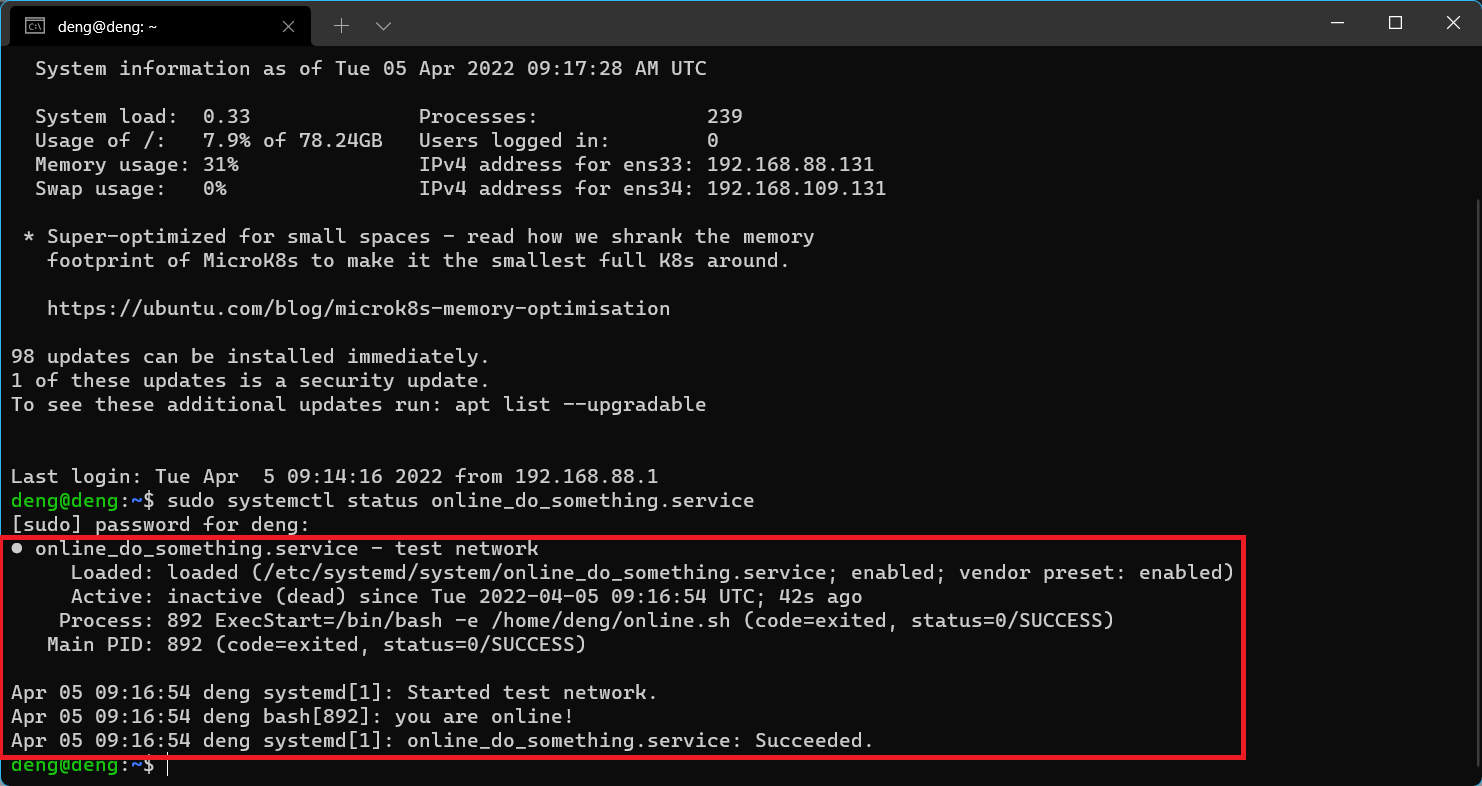 deng@deng: ~
System information as of Tue 05 Apr 2022 09:17:28 AM UTC
System load:  0.33                Processes:               239
Usage of /:   7.9% of 78.24GB   Users logged in:         0
Memory usage: 31%               IPv4 address for ens33: 192.168.88.131
Swap usage:   0%                IPv4 address for ens34: 192.168.109.131
* Super-optimized for small spaces - read how we shrank the memory
footprint of MicroK8s to make it the smallest full K8s around.
https://ubuntu.com/blog/microk8s-memory-optimisation
98 updates can be installed immediately.
1 of these updates is a security update.
To see these additional updates run: apt list --upgradable
Last login: Tue Apr  5 09:14:16 2022 from 192.168.88.1
deng@deng:~$ sudo systemctl status online_do_something.service
[sudo] password for deng:
● online_do_something.service - test network
Loaded: loaded (/etc/systemd/system/online_do_something.service; enabled; vendor preset: enabled)
Active: inactive (dead) since Tue 2022-04-05 09:16:54 UTC; 42s ago
Process: 892 ExecStart=/bin/bash -e /home/deng/online.sh (code=exited, status=0/SUCCESS)
Main PID: 892 (code=exited, status=0/SUCCESS)
Apr 05 09:16:54 deng systemd[1]: Started test network.
Apr 05 09:16:54 deng bash[892]: you are online!
Apr 05 09:16:54 deng systemd[1]: online_do_something.service: Succeeded.
deng@deng:~$